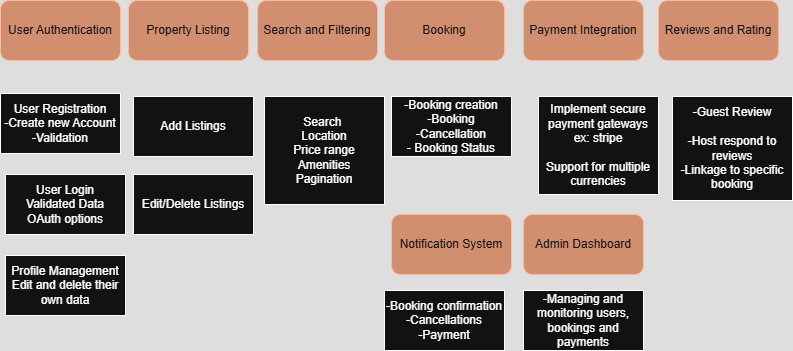 User Authentication
Property Listing
Search and Filtering
Booking
Payment Integration
Reviews and Rating
User Registration
-Create new Account
-Validation
User Login
Validated Data
OAuth options
Profile Management
Edit and delete their
own data
Add Listings
Edit/Delete Listings
Search
Location
Price range
Amenities
Pagination
-Booking creation
-Booking
-Cancellation
- Booking Status
Implement secure
payment gateways
ex: stripe
Support for multiple
currencies
-Guest Review
-Host respond to
reviews
-Linkage to specific
booking
Notification System
Admin Dashboard
-Booking confirmation
-Cancellations
-Payment
-Managing and
monitoring users,
bookings and
payments